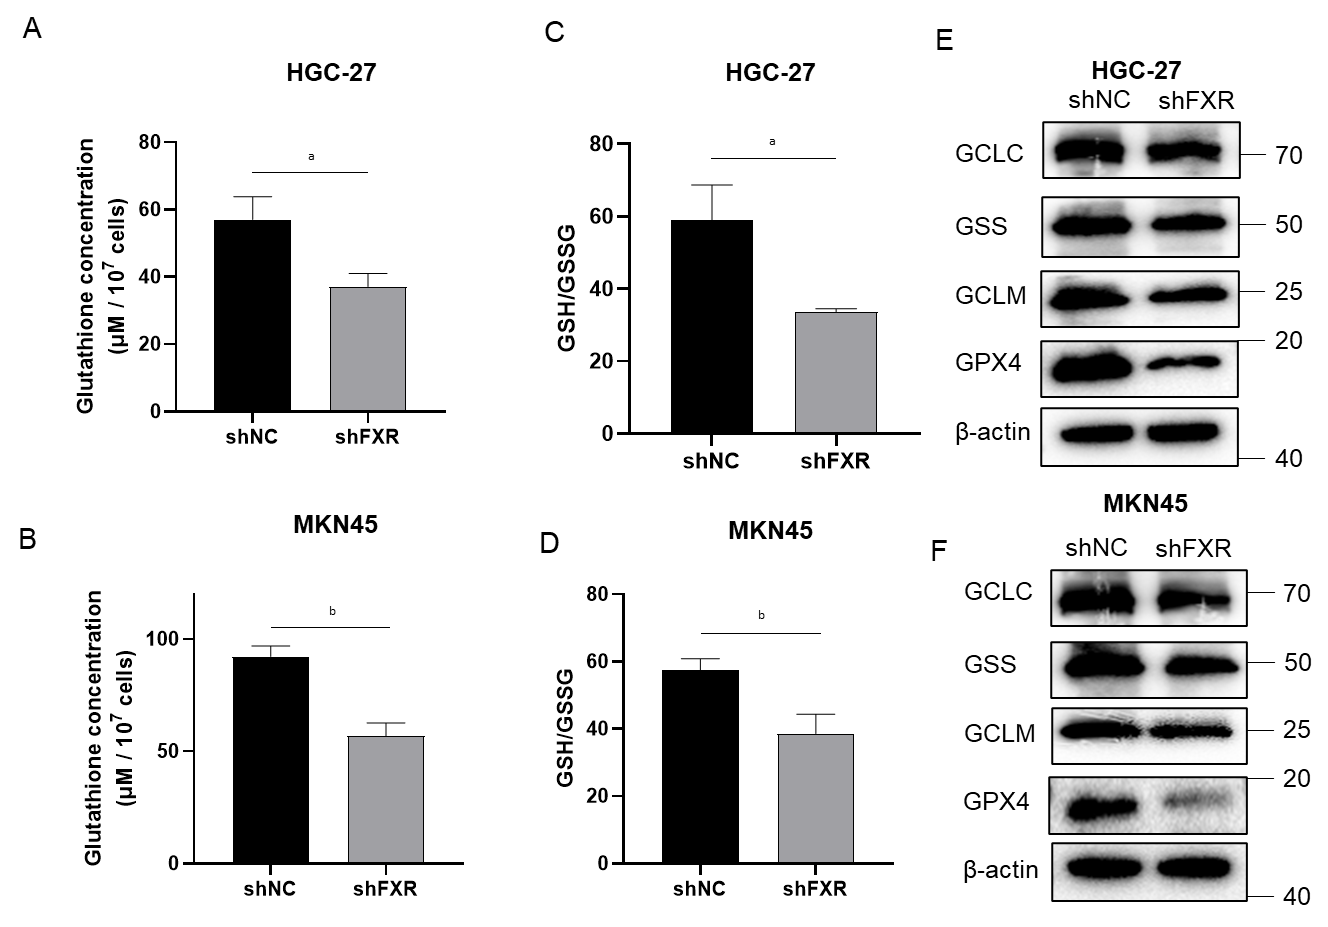 A
HGC-27
Glutathione concentration
(μM / 10⁷ cells)
80
60
40
20
0
a
shNC shFXR
C
HGC-27
GSH/GSSG
80
60
40
20
0
a
shNC shFXR
E
HGC-27
shNC shFXR
GCLC 70
GSS 50
GCLM 25
20
GPX4
β-actin
40
B
MKN45
Glutathione concentration
(μM / 10⁷ cells)
100
50
0
b
shNC shFXR
D
MKN45
GSH/GSSG
80
60
40
20
0
b
shNC shFXR
F
MKN45
shNC shFXR
GCLC 70
GSS 50
GCLM 25
20
GPX4
β-actin
40